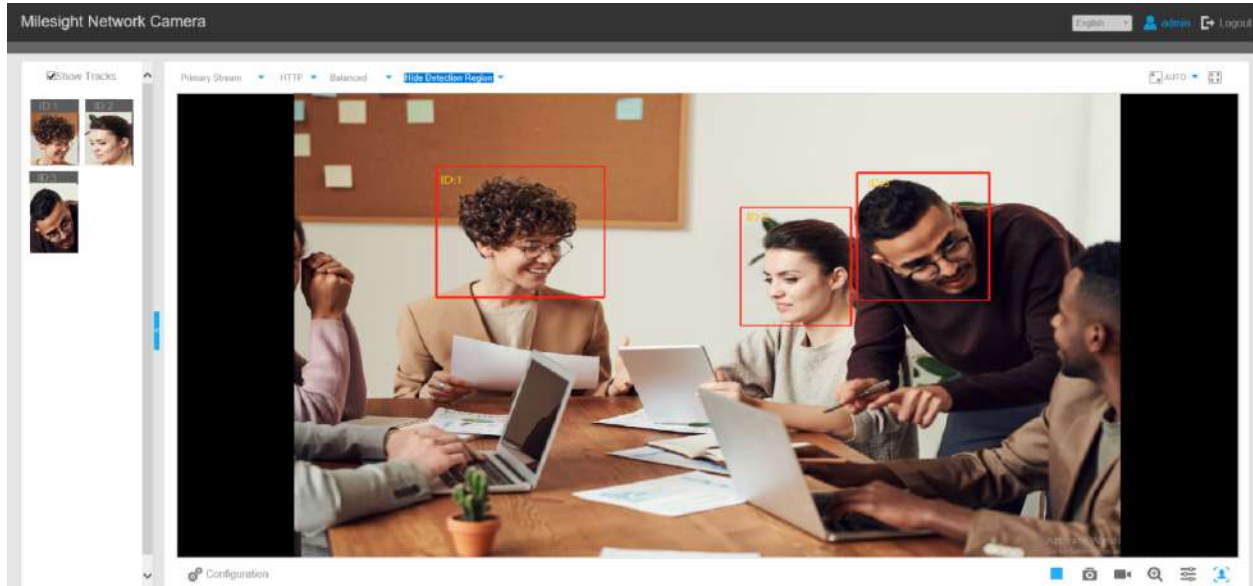 Milesight Network Camera
English
admin
Logout
Show Tracks
Primary Stream
HTTP
Balanced
Hide Detection Region
AUTO
ID:1
ID:2
ID:3
ID:1
Configuration